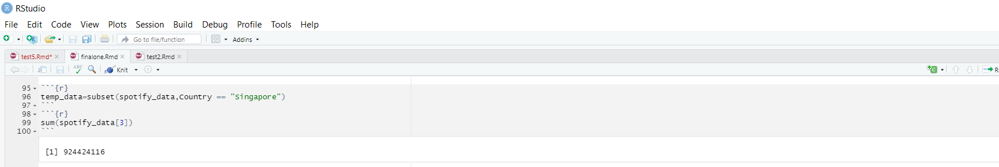 R RStudio
File Edit Code View Plots Session Build Debug Profile Tools Help
Go to file/function Addins
test5.Rmd* finalone.Rmd test2.Rmd
ABC Knit
95 ```{r}
96 temp_data=subset(spotify_data,Country == "Singapore")
97 ```
98 ```{r}
99 sum(spotify_data[3])
100 ```
[1] 924424116